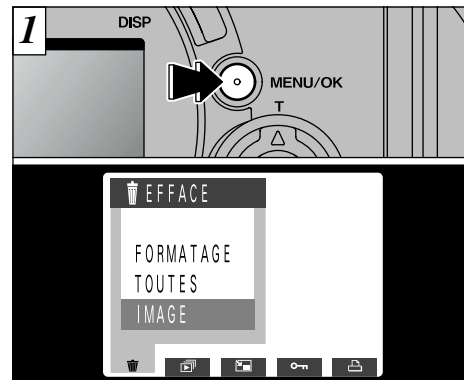 1
DISP
MENU/OK
T
EFFACE
FORMATAGE
TOUTES
IMAGE